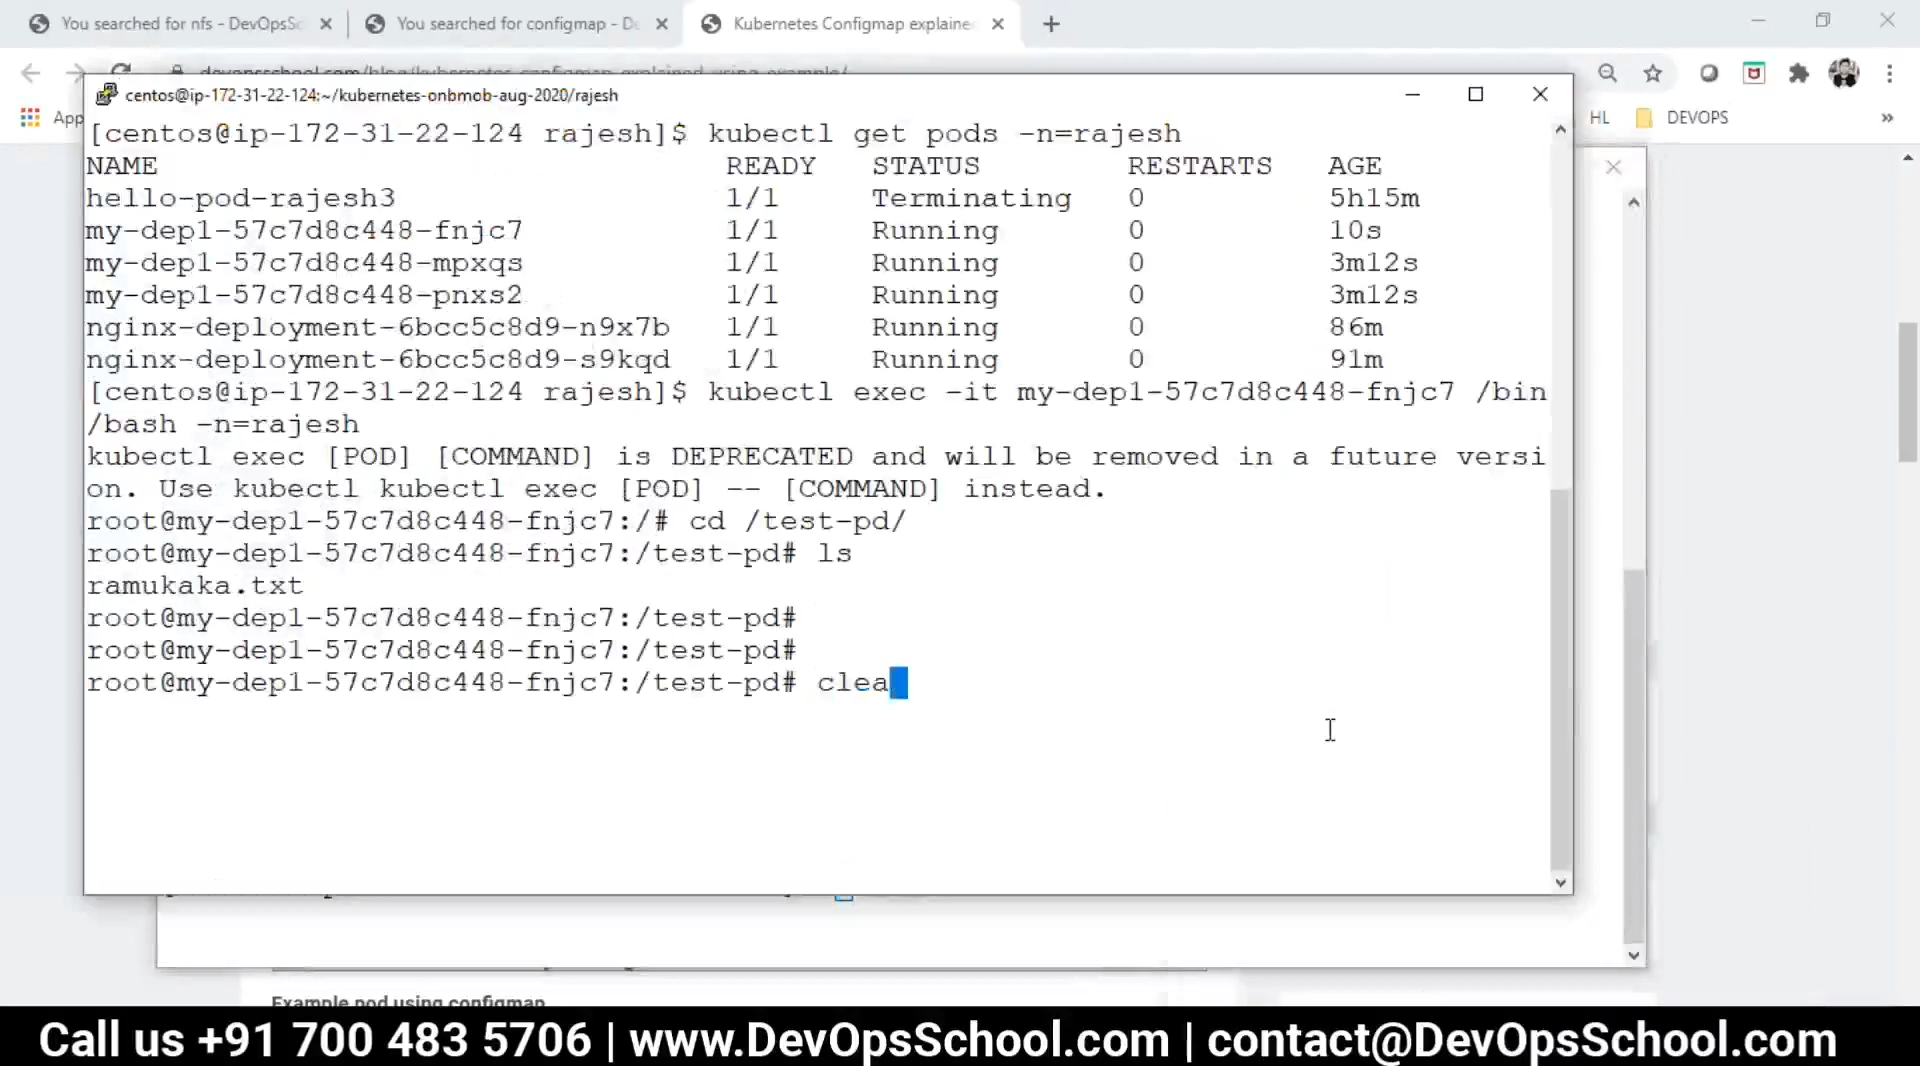 You searched for nfs - DevOpsSc
You searched for configmap - De
Kubernetes Configmap explaine
devopsschool.com/blog/kubernetes-configmap-explained-using-example/
App
HL
DEVOPS
»
centos@ip-172-31-22-124:~/kubernetes-onbmob-aug-2020/rajesh
[centos@ip-172-31-22-124 rajesh]$ kubectl get pods -n=rajesh
NAME READY STATUS RESTARTS AGE
hello-pod-rajesh3 1/1 Terminating 0 5h15m
my-dep1-57c7d8c448-fnjc7 1/1 Running 0 10s
my-dep1-57c7d8c448-mpxqs 1/1 Running 0 3m12s
my-dep1-57c7d8c448-pnxs2 1/1 Running 0 3m12s
nginx-deployment-6bcc5c8d9-n9x7b 1/1 Running 0 86m
nginx-deployment-6bcc5c8d9-s9kqd 1/1 Running 0 91m
[centos@ip-172-31-22-124 rajesh]$ kubectl exec -it my-dep1-57c7d8c448-fnjc7 /bin
/bash -n=rajesh
kubectl exec [POD] [COMMAND] is DEPRECATED and will be removed in a future versi
on. Use kubectl kubectl exec [POD] -- [COMMAND] instead.
root@my-dep1-57c7d8c448-fnjc7:/# cd /test-pd/
root@my-dep1-57c7d8c448-fnjc7:/test-pd# ls
ramukaka.txt
root@my-dep1-57c7d8c448-fnjc7:/test-pd#
root@my-dep1-57c7d8c448-fnjc7:/test-pd#
root@my-dep1-57c7d8c448-fnjc7:/test-pd# clea
Example pod using configmap
Call us +91 700 483 5706 | www.DevOpsSchool.com | contact@DevOpsSchool.com